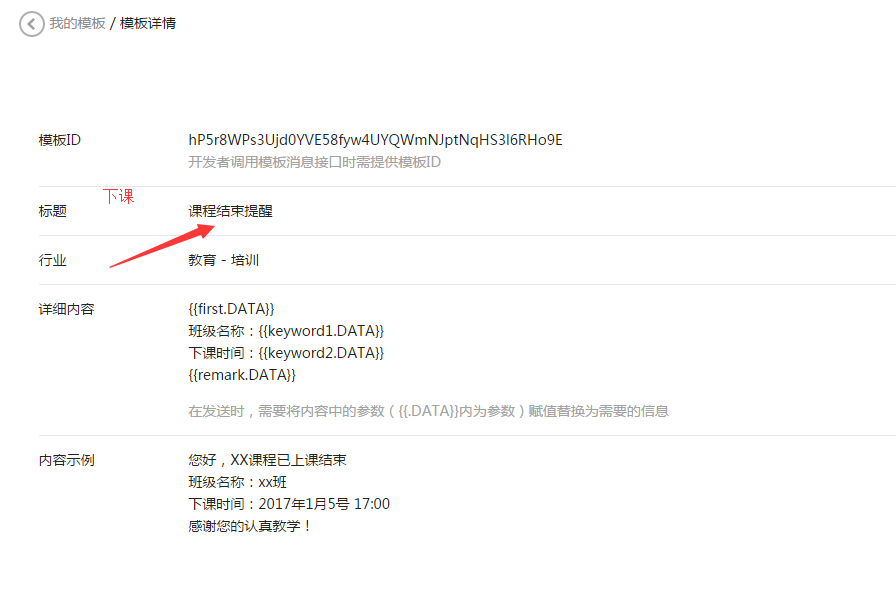 我的模板 / 模板详情
模板ID
hP5r8WPs3Ujd0YVE58fyw4UYQWmNJptNqHS3I6RHo9E
开发者调用模板消息接口时需提供模板ID
下课
标题
课程结束提醒
行业
教育 - 培训
详细内容
{{first.DATA}}
班级名称：{{keyword1.DATA}}
下课时间：{{keyword2.DATA}}
{{remark.DATA}}
在发送时，需要将内容中的参数（{{.DATA}}内为参数）赋值替换为需要的信息
内容示例
您好，XX课程已上课结束
班级名称：xx班
下课时间：2017年1月5号 17:00
感谢您的认真教学！